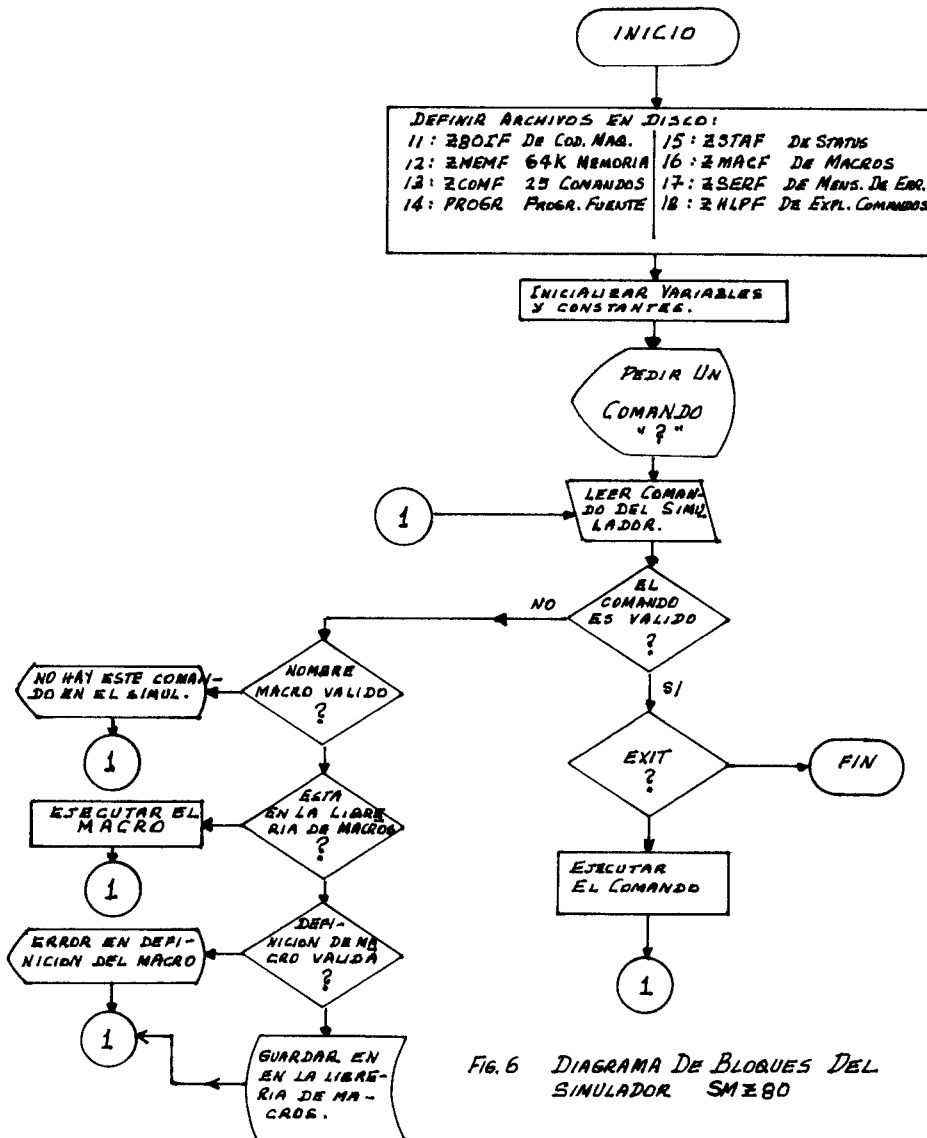 INICIO
DEFINIR ARCHIVOS EN DISCO:
11: ZBOIF DE COD. MAQ.
12: ZMEMF 64K MEMORIA
13: ZCOMF 25 COMANDOS
14: PROGR PROGR. FUENTE
15: ZSTAF DE STATUS
16: ZMACF DE MACROS
17: ZSERF DE MENS. DE ERR.
18: ZHLPF DE EXPL. COMANDOS
INICIALIZAR VARIABLES
Y CONSTANTES.
PEDIR UN
COMANDO
"?"
1
LEER COMAN-
DO DEL SIMU
LADOR.
EL
COMANDO
ES VALIDO
?
NO
SI
NOMBRE
MACRO VALIDO
?
NO HAY ESTE COMAN-
DO EN EL SIMUL.
1
EXIT
?
FIN
ESTA
EN LA LIBRE
RIA DE MACROS
?
EJECUTAR EL
MACRO
1
EJECUTAR
EL COMANDO
1
DEFI-
NICION DE MA
CRO VALIDA
?
ERROR EN DEFI-
NICION DEL MACRO
1
GUARDAR EN
EN LA LIBRE-
RIA DE MA-
CROS.
FIG. 6 DIAGRAMA DE BLOQUES DEL
SIMULADOR SMZ80